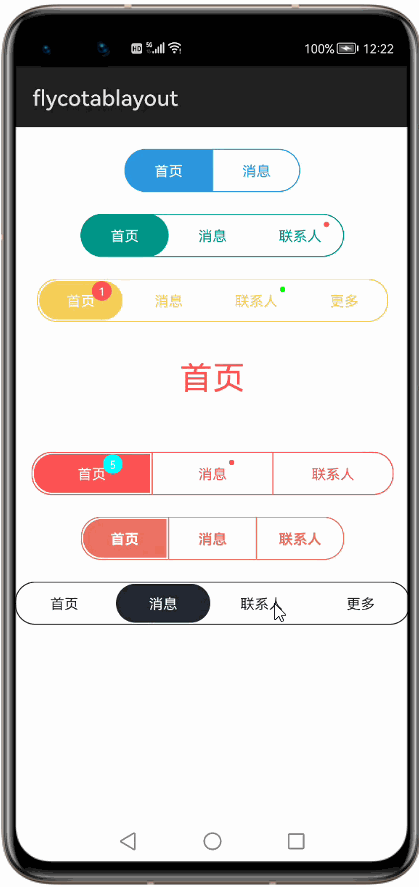 HD 5G 100% 12:22
flycotablayout
首页 消息
首页 消息 联系人
首页 1 消息 联系人 更多
首页
首页 5 消息 联系人
首页 消息 联系人
首页 消息 联系人 更多